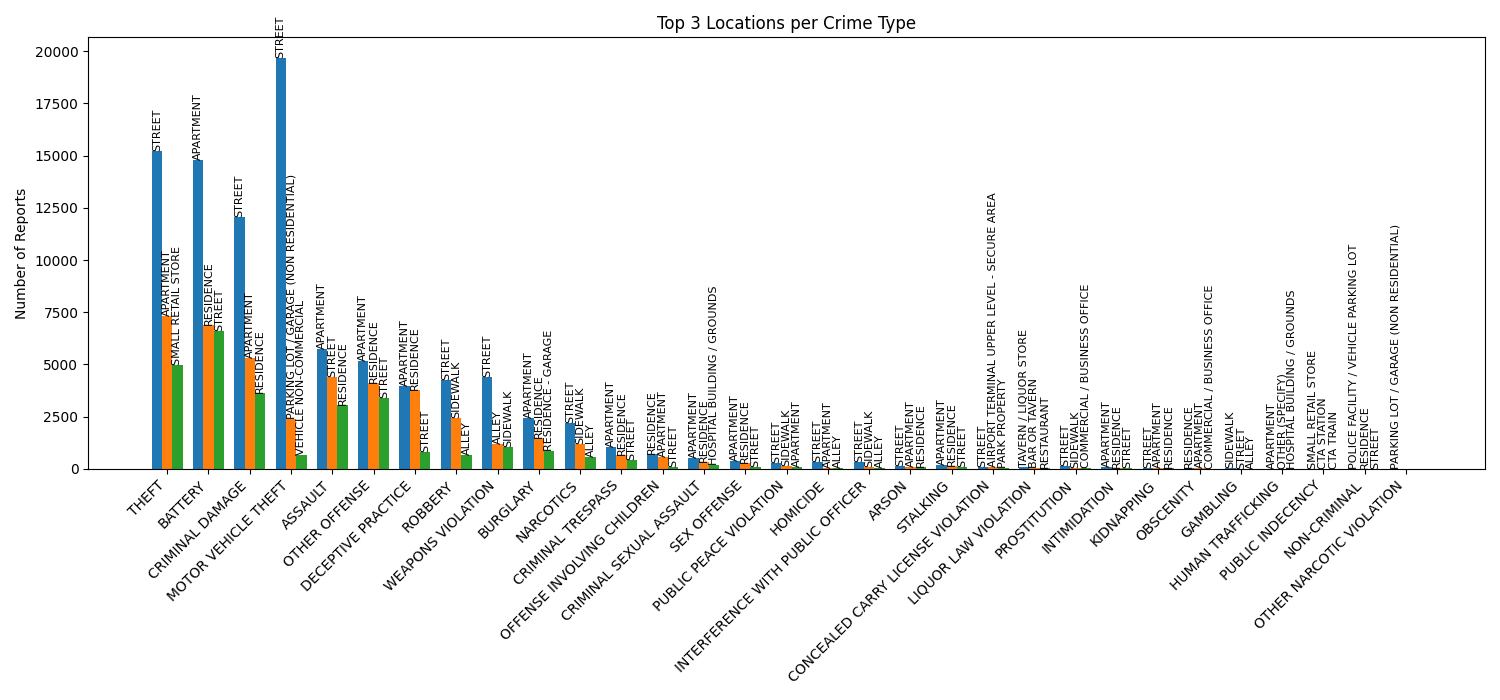 Top 3 Locations per Crime Type
Number of Reports
20000
17500
15000
12500
10000
7500
5000
2500
0
STREET
APARTMENT
SMALL RETAIL STORE
APARTMENT
RESIDENCE
STREET
STREET
APARTMENT
RESIDENCE
STREET
PARKING LOT / GARAGE (NON RESIDENTIAL)
VEHICLE NON-COMMERCIAL
APARTMENT
STREET
RESIDENCE
APARTMENT
RESIDENCE
STREET
APARTMENT
RESIDENCE
STREET
STREET
SIDEWALK
ALLEY
STREET
ALLEY
SIDEWALK
APARTMENT
RESIDENCE
RESIDENCE - GARAGE
STREET
SIDEWALK
ALLEY
APARTMENT
RESIDENCE
STREET
RESIDENCE
APARTMENT
STREET
APARTMENT
RESIDENCE
HOSPITAL BUILDING / GROUNDS
APARTMENT
RESIDENCE
STREET
STREET
SIDEWALK
APARTMENT
STREET
APARTMENT
ALLEY
STREET
SIDEWALK
ALLEY
STREET
APARTMENT
RESIDENCE
APARTMENT
RESIDENCE
STREET
STREET
AIRPORT TERMINAL UPPER LEVEL - SECURE AREA
PARK PROPERTY
TAVERN / LIQUOR STORE
BAR OR TAVERN
RESTAURANT
STREET
SIDEWALK
COMMERCIAL / BUSINESS OFFICE
APARTMENT
RESIDENCE
STREET
STREET
APARTMENT
RESIDENCE
RESIDENCE
APARTMENT
COMMERCIAL / BUSINESS OFFICE
SIDEWALK
STREET
ALLEY
APARTMENT
OTHER (SPECIFY)
HOSPITAL BUILDING / GROUNDS
SMALL RETAIL STORE
CTA STATION
CTA TRAIN
POLICE FACILITY / VEHICLE PARKING LOT
RESIDENCE
STREET
PARKING LOT / GARAGE (NON RESIDENTIAL)
THEFT
BATTERY
CRIMINAL DAMAGE
MOTOR VEHICLE THEFT
ASSAULT
OTHER OFFENSE
DECEPTIVE PRACTICE
ROBBERY
WEAPONS VIOLATION
BURGLARY
NARCOTICS
CRIMINAL TRESPASS
OFFENSE INVOLVING CHILDREN
CRIMINAL SEXUAL ASSAULT
SEX OFFENSE
PUBLIC PEACE VIOLATION
HOMICIDE
INTERFERENCE WITH PUBLIC OFFICER
ARSON
STALKING
CONCEALED CARRY LICENSE VIOLATION
LIQUOR LAW VIOLATION
PROSTITUTION
INTIMIDATION
KIDNAPPING
OBSCENITY
GAMBLING
HUMAN TRAFFICKING
PUBLIC INDECENCY
NON-CRIMINAL
OTHER NARCOTIC VIOLATION